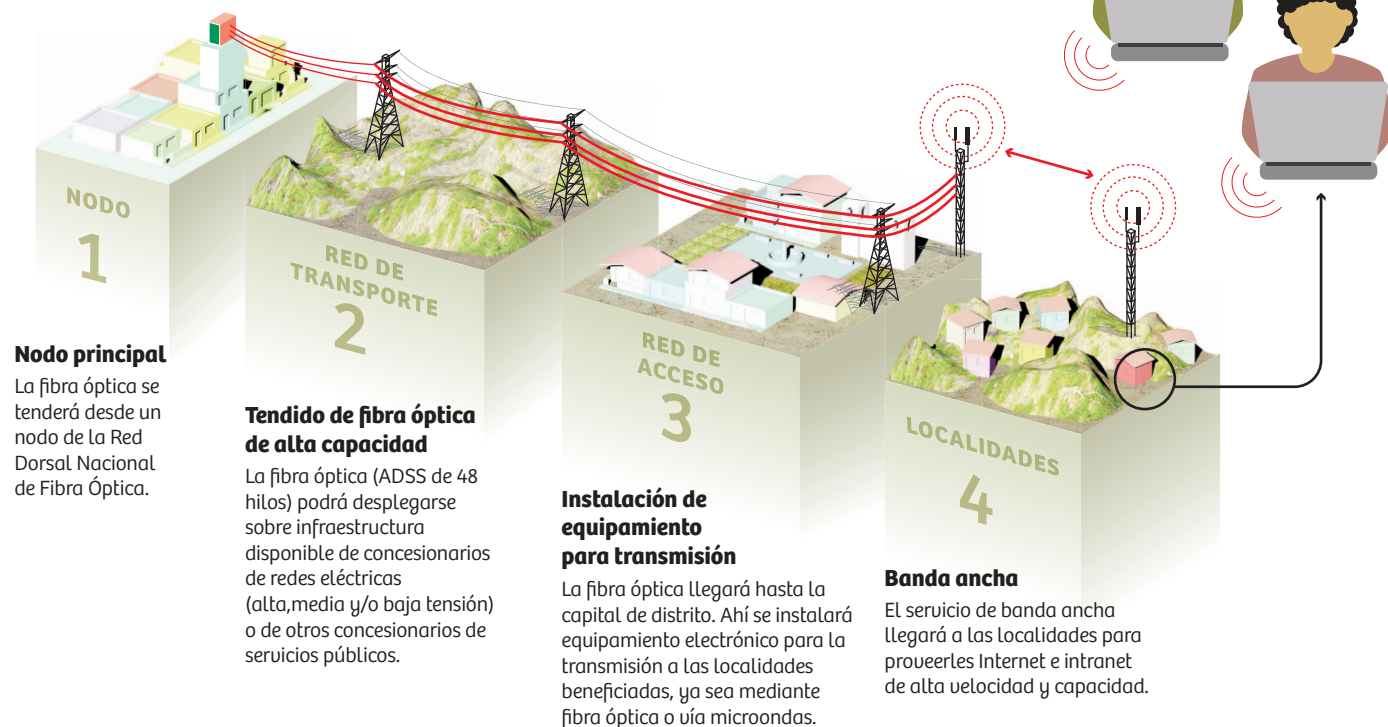 NODO
1
Nodo principal
La fibra óptica se
tenderá desde un
nodo de la Red
Dorsal Nacional
de Fibra Óptica.
RED DE
TRANSPORTE
2
Tendido de fibra óptica
de alta capacidad
La fibra óptica (ADSS de 48
hilos) podrá desplegarse
sobre infraestructura
disponible de concesionarios
de redes eléctricas
(alta,media y/o baja tensión)
o de otros concesionarios de
servicios públicos.
RED DE
ACCESO
3
Instalación de
equipamiento
para transmisión
La fibra óptica llegará hasta la
capital de distrito. Ahí se instalará
equipamiento electrónico para la
transmisión a las localidades
beneficiadas, ya sea mediante
fibra óptica o vía microondas.
LOCALIDADES
4
Banda ancha
El servicio de banda ancha
llegará a las localidades para
proveerles Internet e intranet
de alta velocidad y capacidad.